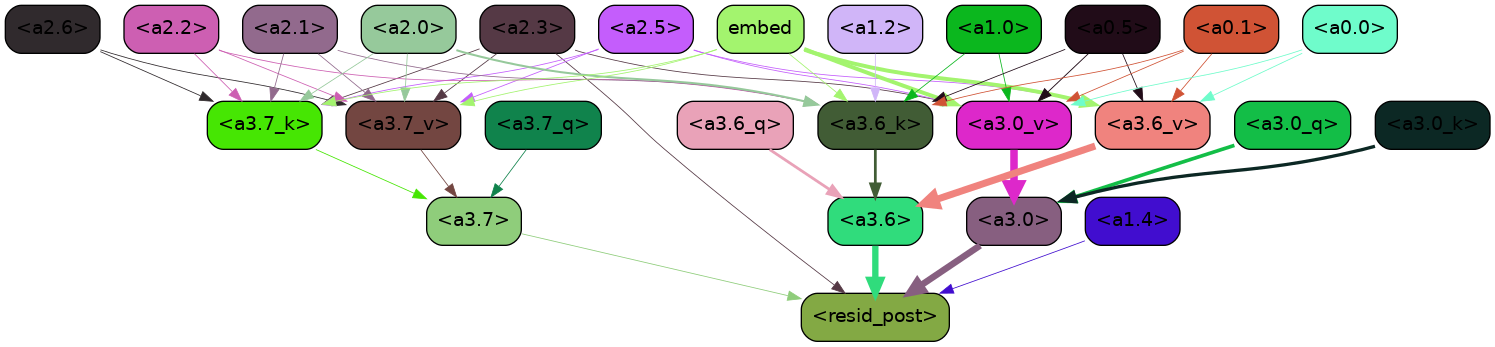 <a2.6> <a2.2> <a2.1> <a2.0> <a2.3> <a2.5> embed <a1.2> <a1.0> <a0.5> <a0.1> <a0.0>
<a3.7_k> <a3.7_v> <a3.7_q> <a3.6_q> <a3.6_k> <a3.0_v> <a3.6_v> <a3.0_q> <a3.0_k>
<a3.7> <a3.6> <a3.0> <a1.4>
<resid_post>